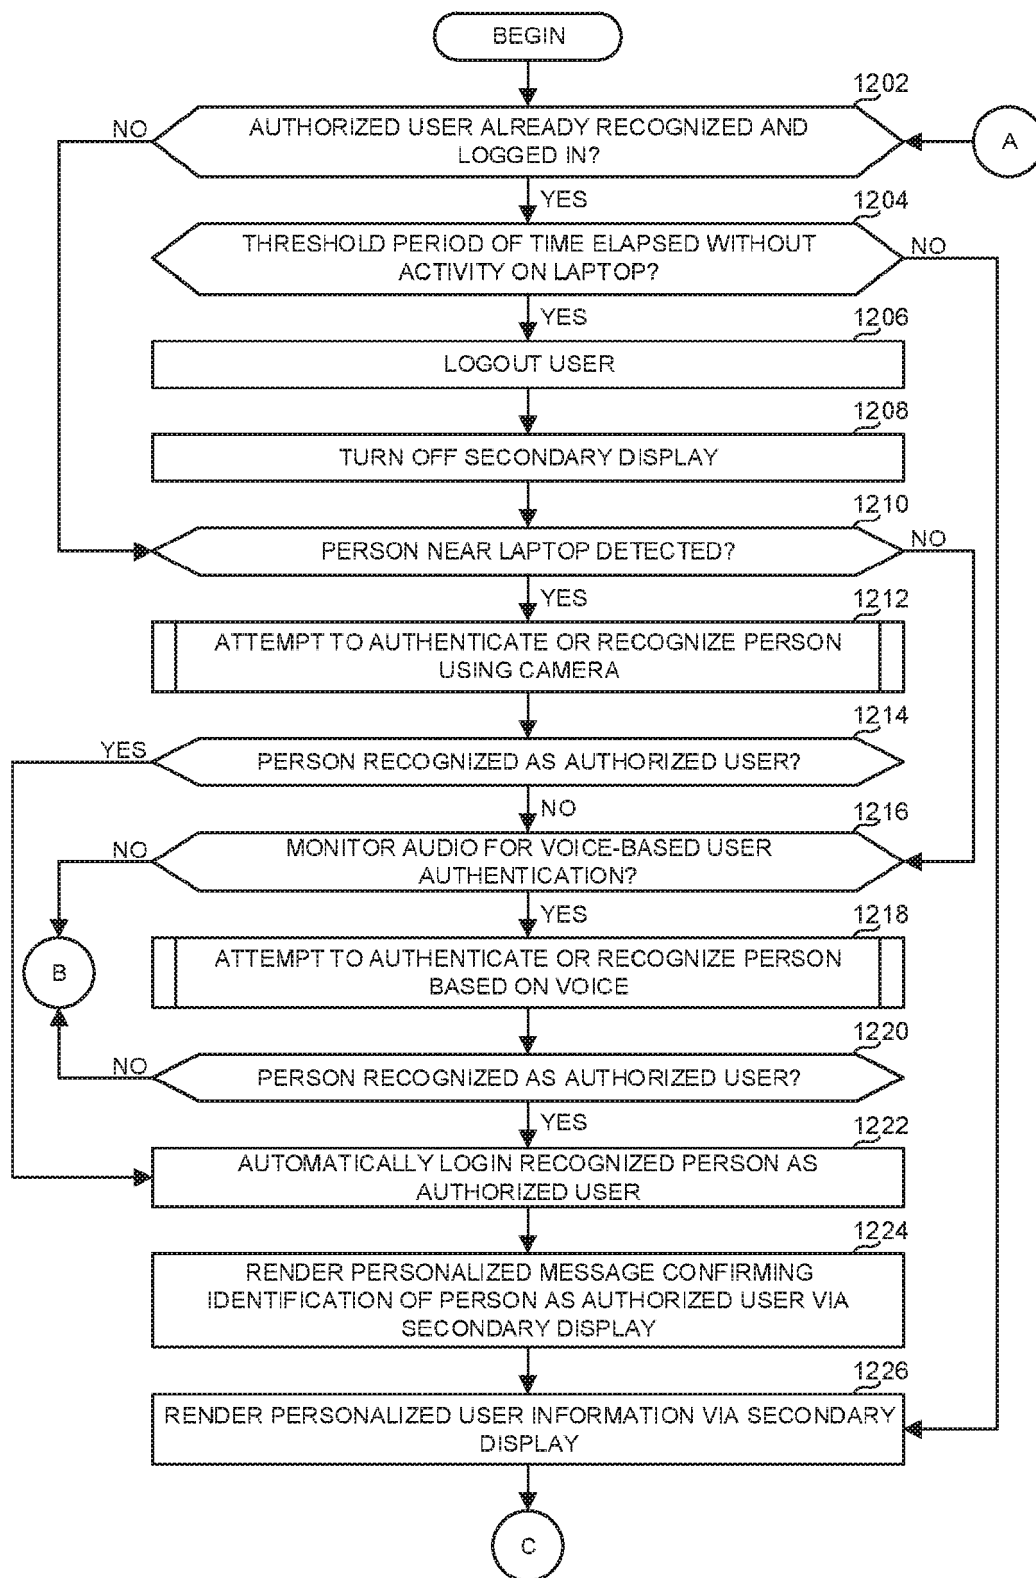 BEGIN
1202
NO
AUTHORIZED USER ALREADY RECOGNIZED AND
LOGGED IN?
A
YES
1204
THRESHOLD PERIOD OF TIME ELAPSED WITHOUT
ACTIVITY ON LAPTOP?
NO
YES
1206
LOGOUT USER
1208
TURN OFF SECONDARY DISPLAY
1210
PERSON NEAR LAPTOP DETECTED?
NO
YES
1212
ATTEMPT TO AUTHENTICATE OR RECOGNIZE PERSON
USING CAMERA
1214
YES
PERSON RECOGNIZED AS AUTHORIZED USER?
NO
1216
NO
MONITOR AUDIO FOR VOICE-BASED USER
AUTHENTICATION?
YES
1218
B
ATTEMPT TO AUTHENTICATE OR RECOGNIZE PERSON
BASED ON VOICE
1220
NO
PERSON RECOGNIZED AS AUTHORIZED USER?
YES
1222
AUTOMATICALLY LOGIN RECOGNIZED PERSON AS
AUTHORIZED USER
1224
RENDER PERSONALIZED MESSAGE CONFIRMING
IDENTIFICATION OF PERSON AS AUTHORIZED USER VIA
SECONDARY DISPLAY
1226
RENDER PERSONALIZED USER INFORMATION VIA SECONDARY
DISPLAY
C